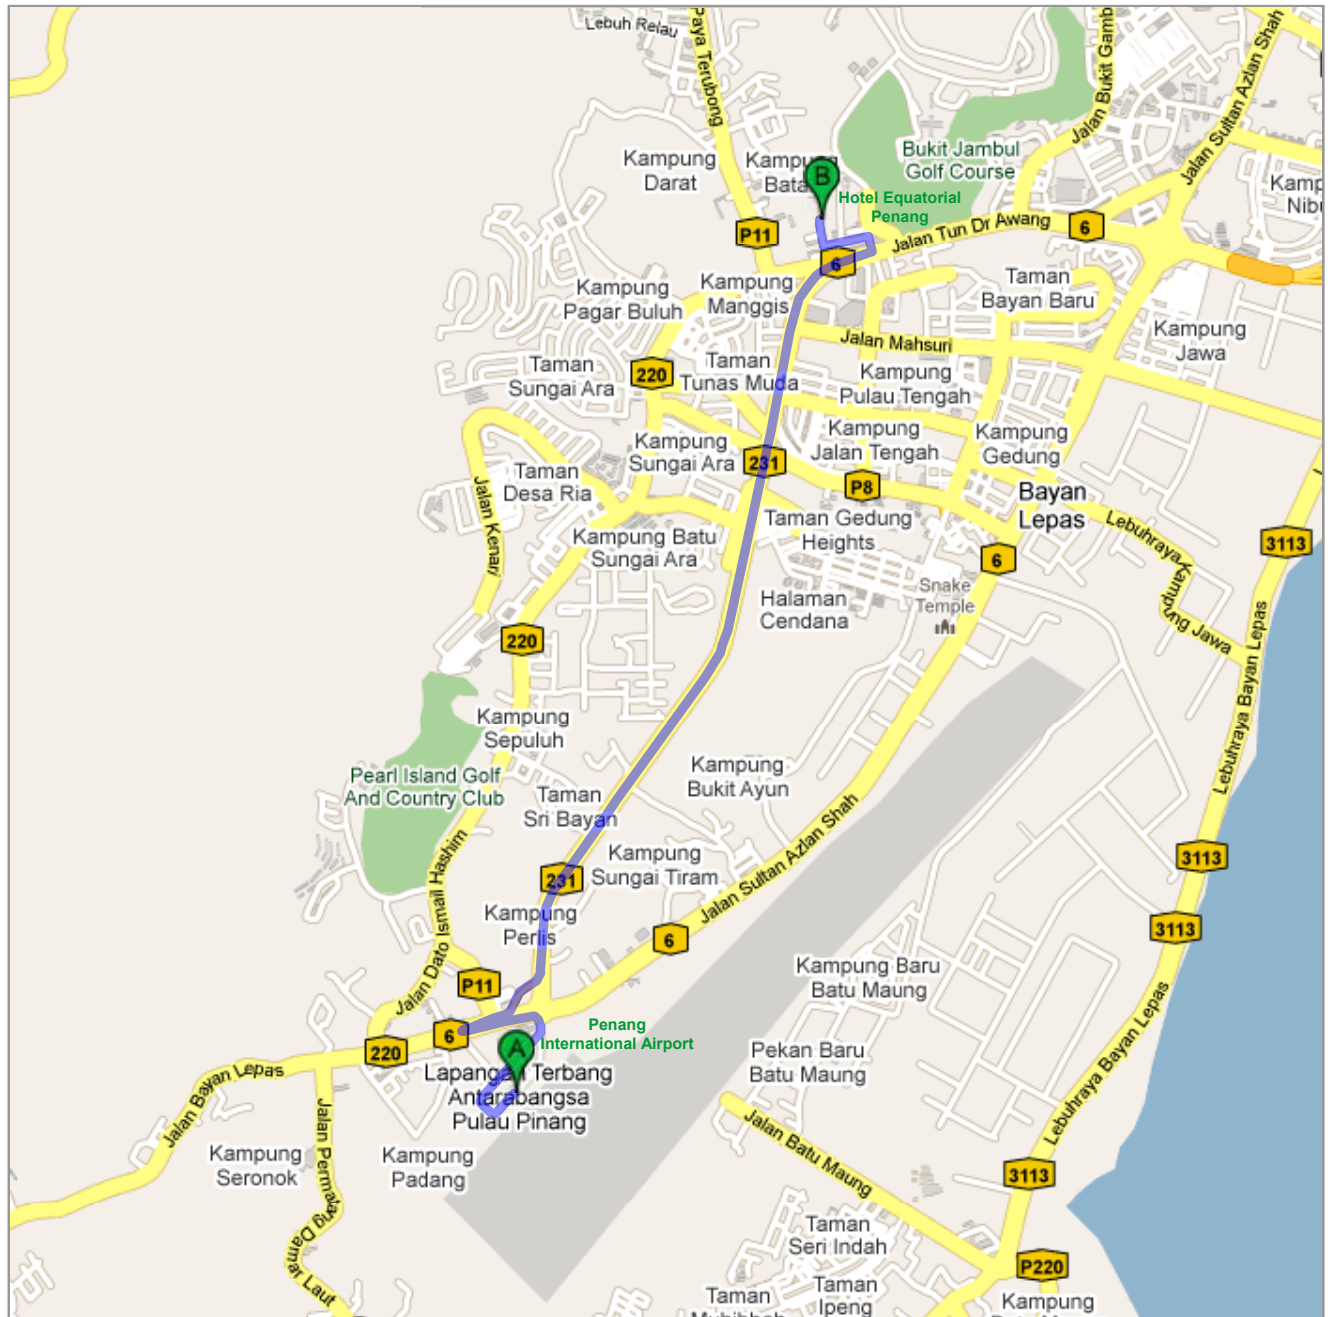 Lebuh Relau
Paya Terubong
Jalan Bukit Gamb
Jalan Sultan Azlan Shah
Kampung
Darat
Kampung
Bata
B
Bukit Jambul
Golf Course
Hotel Equatorial
Penang
Kamp
Nibu
P11
6
Jalan Tun Dr Awang
6
Kampung
Pagar Buluh
Kampung
Manggis
Taman
Bayan Baru
Kampung
Jawa
Jalan Mahsuri
Taman
Sungai Ara
220
Taman
Tunas Muda
Kampung
Pulau Tengah
Kampung
Sungai Ara
231
Kampung
Jalan Tengah
Kampung
Gedung
Taman
Desa Ria
Jalan Kenari
P8
Bayan
Lepas
Taman Gedung
Heights
Lebuhraya Kampung Jawa
3113
Kampung Batu
Sungai Ara
6
Snake
Temple
Halaman
Cendana
220
Lebuhraya Bayan Lepas
Kampung
Sepuluh
Pearl Island Golf
And Country Club
Taman
Sri Bayan
Kampung
Bukit Ayun
Jalan Sultan Azlan Shah
3113
Kampung
Sungai Tiram
231
Jalan Dato Ismail Hashim
Kampung
Perlis
6
3113
Kampung Baru
Batu Maung
P11
6
220
A
Penang
International Airport
Lapangan Terbang
Antarabangsa
Pulau Pinang
Pekan Baru
Batu Maung
Lebuhraya Bayan Lepas
Jalan Bayan Lepas
Jalan Permatang Damar Laut
Kampung
Seronok
Kampung
Padang
Jalan Batu Maung
3113
Taman
Seri Indah
P220
Taman
Ipeng
Taman
Kampung